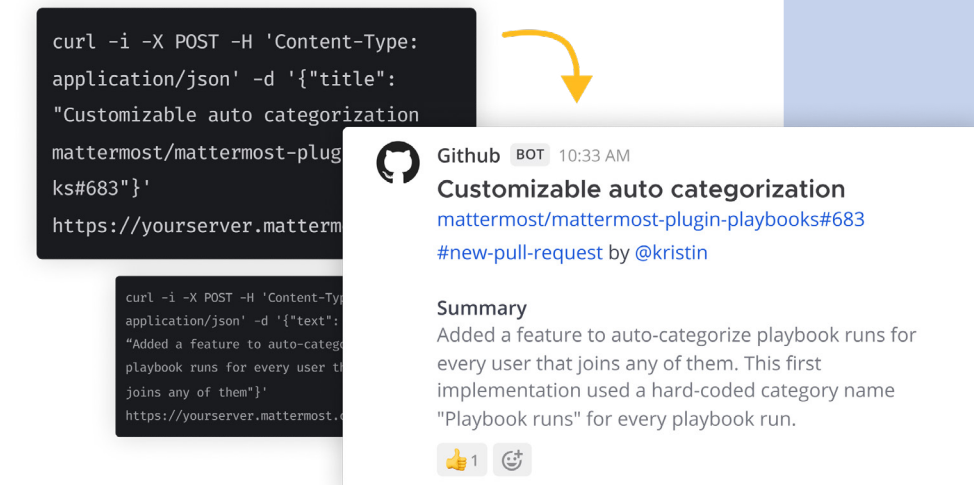 curl -i -X POST -H 'Content-Type:
application/json' -d '{"title":
"Customizable auto categorization
mattermost/mattermost-plug
ks#683"}'
https://yourserver.matterm
Github BOT 10:33 AM
Customizable auto categorization
mattermost/mattermost-plugin-playbooks#683
#new-pull-request by @kristin
Summary
Added a feature to auto-categorize playbook runs for
every user that joins any of them. This first
implementation used a hard-coded category name
"Playbook runs" for every playbook run.
1
curl -i -X POST -H 'Content-Typ
application/json' -d '{"text":
“Added a feature to auto-catego
playbook runs for every user th
joins any of them"}'
https://yourserver.mattermost.c